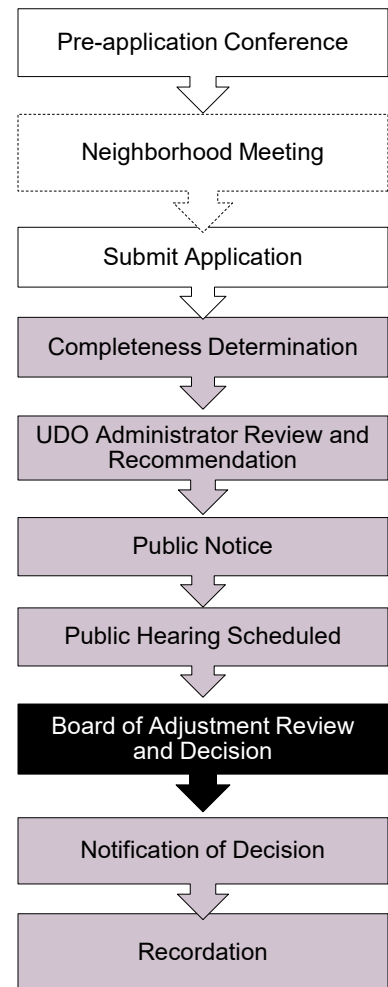 Pre-application Conference
Neighborhood Meeting
Submit Application
Completeness Determination
UDO Administrator Review and
Recommendation
Public Notice
Public Hearing Scheduled
Board of Adjustment Review
and Decision
Notification of Decision
Recordation